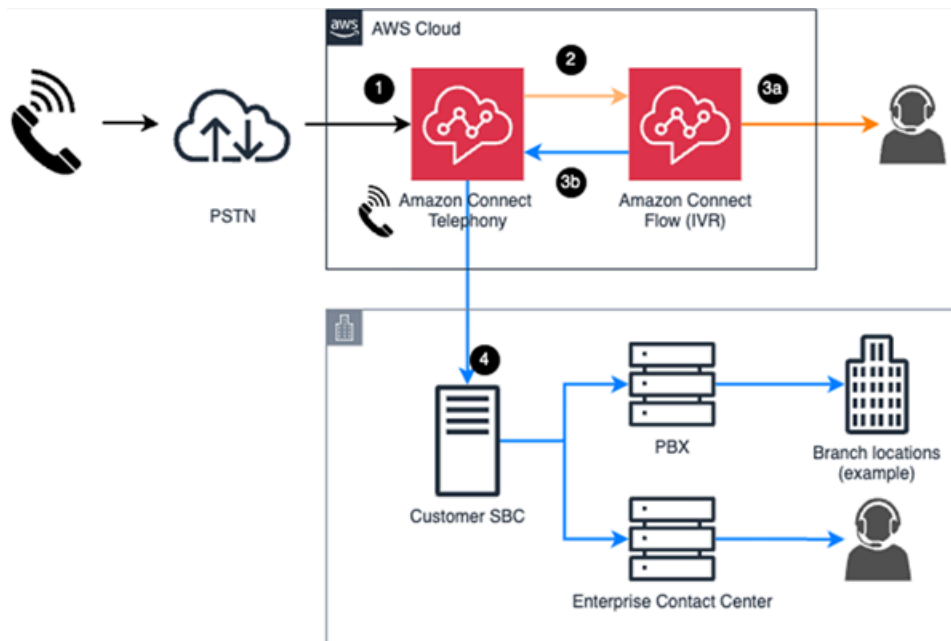 aws
AWS Cloud
1
2
3a
3b
PSTN
Amazon Connect
Telephony
Amazon Connect
Flow (IVR)
4
Customer SBC
PBX
Branch locations
(example)
Enterprise Contact Center